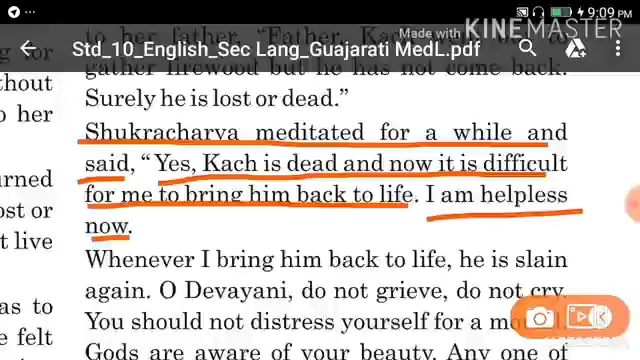 9:09 PM
Made with KINEMASTER
to her father, "Father, Kach
Std_10_English_Sec Lang_Guajarati MedL.pdf
gather firewood but he has not come back.
Surely he is lost or dead."
Shukracharya meditated for a while and
said, "Yes, Kach is dead and now it is difficult
for me to bring him back to life. I am helpless
now.
Whenever I bring him back to life, he is slain
again. O Devayani, do not grieve, do not cry.
You should not distress yourself for a
Gods are aware of your beauty. Any one of
for
thout
o her
urned
ost or
t live
as to
e felt